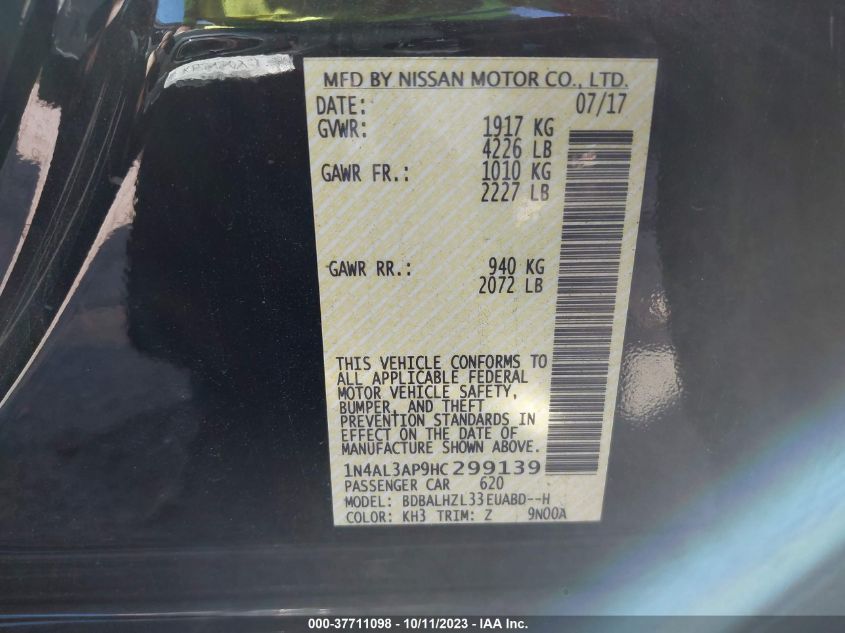 MFD BY NISSAN MOTOR CO., LTD.
DATE: 07/17
GVWR: 1917 KG
4226 LB
GAWR FR.: 1010 KG
2227 LB
GAWR RR.: 940 KG
2072 LB
THIS VEHICLE CONFORMS TO
ALL APPLICABLE FEDERAL
MOTOR VEHICLE SAFETY,
BUMPER, AND THEFT
PREVENTION STANDARDS IN
EFFECT ON THE DATE OF
MANUFACTURE SHOWN ABOVE.
1N4AL3AP9HC299139
PASSENGER CAR 620
MODEL: BDBALHZL33EUABD--H
COLOR: KH3 TRIM: Z 9N00A
000-37711098 - 10/11/2023 - IAA Inc.